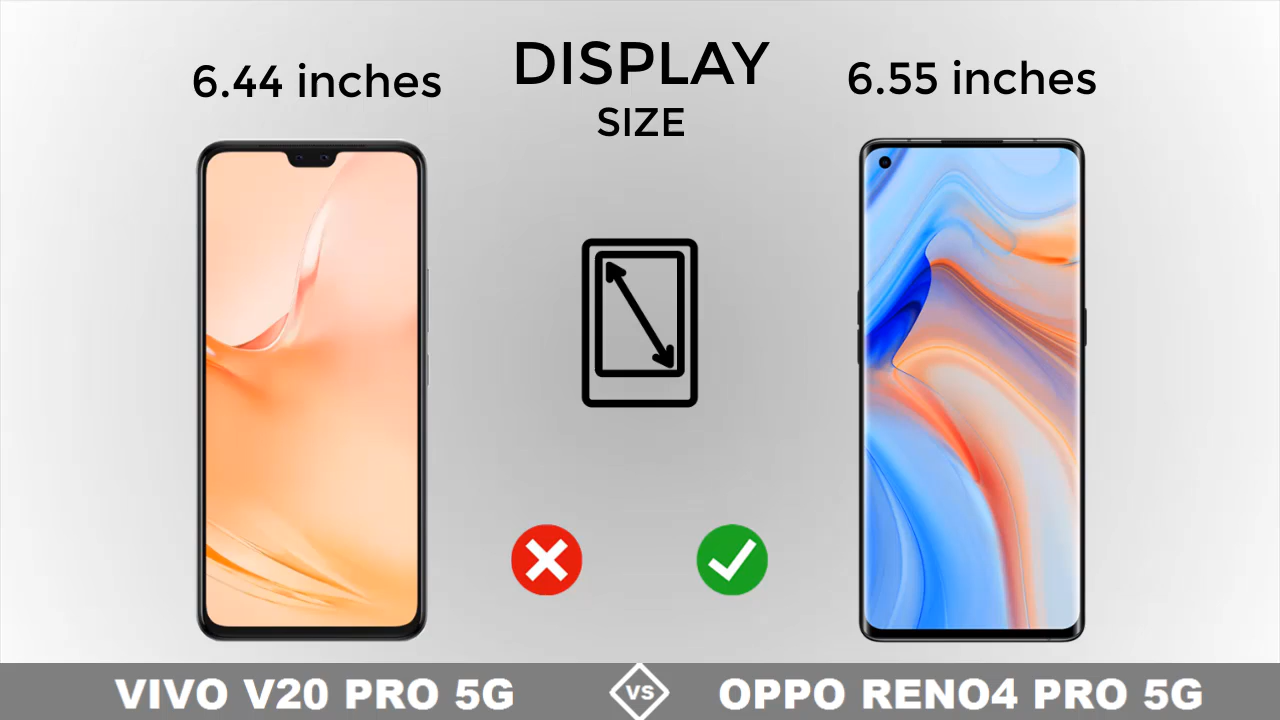 DISPLAY
SIZE
6.44 inches
6.55 inches
VIVO V20 PRO 5G
VS
OPPO RENO4 PRO 5G